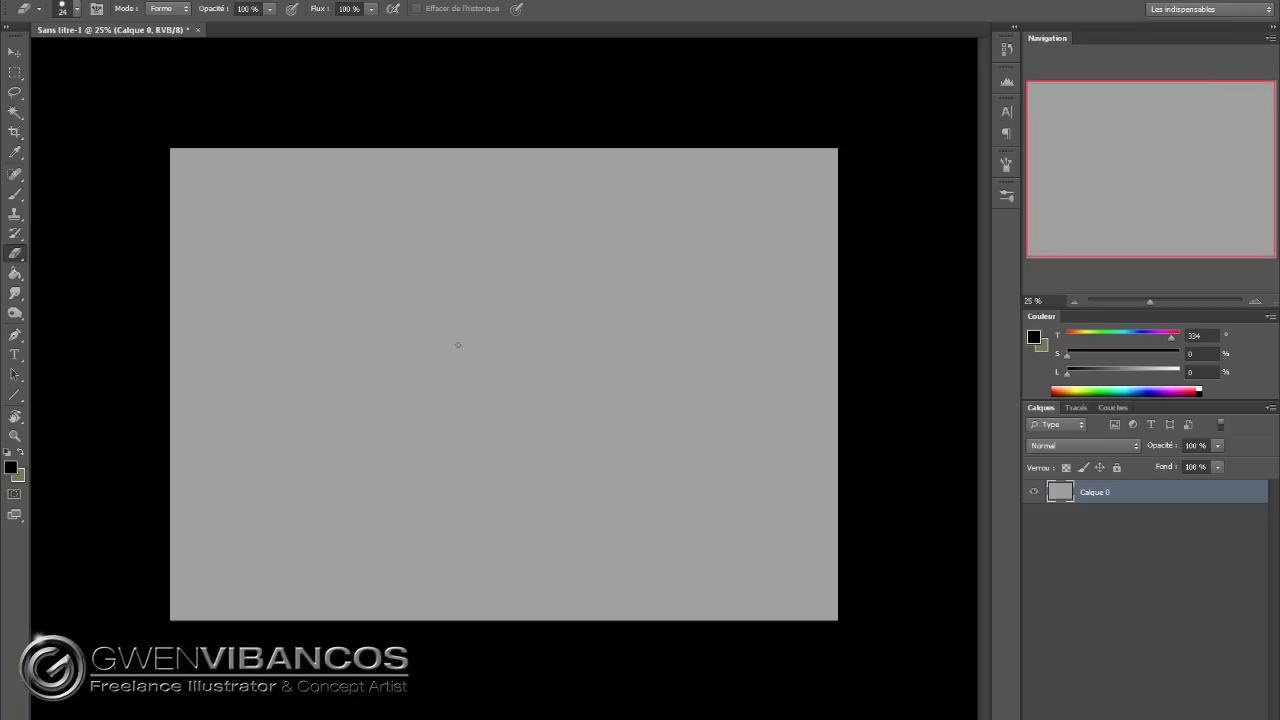 24
Mode : Forme Opacité : 100 % Flux : 100 % Effacer de l'historique Les indispensables
Sans titre-1 @ 25% (Calque 0, RVB/8) * ×
Navigation
25 %
Couleur
T 334 °
S 0 %
L 0 %
Calques Tracés Couches
Type
Normal Opacité : 100 %
Verrou : Fond : 100 %
Calque 0
GWENVIBANCOS
Freelance Illustrator & Concept Artist